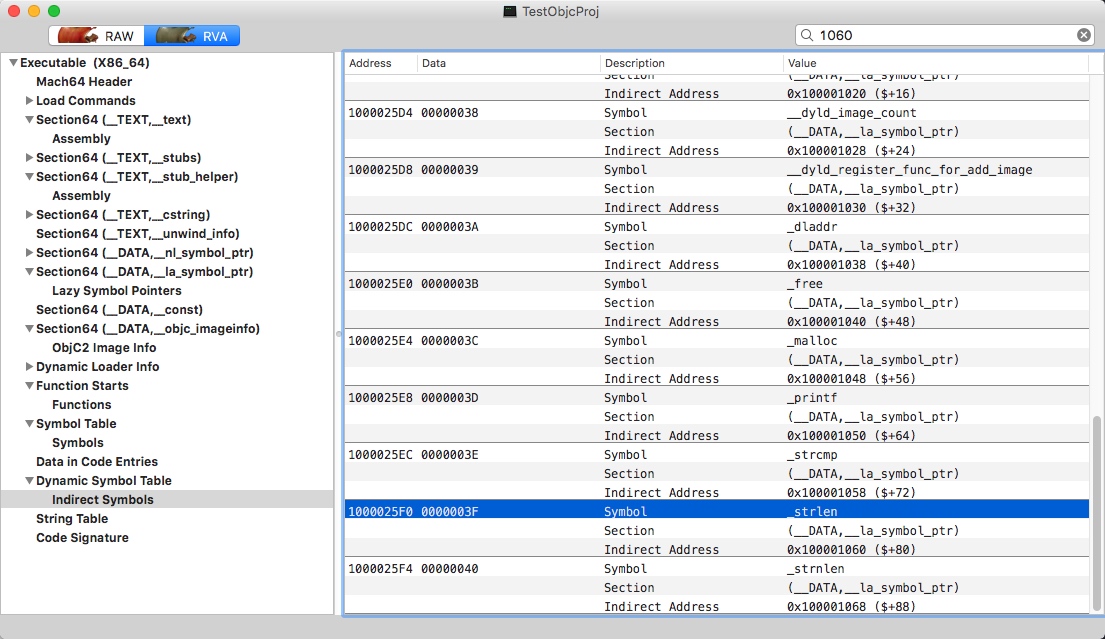 TestObjcProj
RAW RVA 1060
Executable (X86_64)
Mach64 Header
Load Commands
Section64 (__TEXT,__text)
Assembly
Section64 (__TEXT,__stubs)
Section64 (__TEXT,__stub_helper)
Assembly
Section64 (__TEXT,__cstring)
Section64 (__TEXT,__unwind_info)
Section64 (__DATA,__nl_symbol_ptr)
Section64 (__DATA,__la_symbol_ptr)
Lazy Symbol Pointers
Section64 (__DATA,__const)
Section64 (__DATA,__objc_imageinfo)
ObjC2 Image Info
Dynamic Loader Info
Function Starts
Functions
Symbol Table
Symbols
Data in Code Entries
Dynamic Symbol Table
Indirect Symbols
String Table
Code Signature
Address Data Description Value
Section (__DATA,__la_symbol_ptr)
Indirect Address 0x100001020 ($+16)
1000025D4 00000038 Symbol __dyld_image_count
Section (__DATA,__la_symbol_ptr)
Indirect Address 0x100001028 ($+24)
1000025D8 00000039 Symbol __dyld_register_func_for_add_image
Section (__DATA,__la_symbol_ptr)
Indirect Address 0x100001030 ($+32)
1000025DC 0000003A Symbol _dladdr
Section (__DATA,__la_symbol_ptr)
Indirect Address 0x100001038 ($+40)
1000025E0 0000003B Symbol _free
Section (__DATA,__la_symbol_ptr)
Indirect Address 0x100001040 ($+48)
1000025E4 0000003C Symbol _malloc
Section (__DATA,__la_symbol_ptr)
Indirect Address 0x100001048 ($+56)
1000025E8 0000003D Symbol _printf
Section (__DATA,__la_symbol_ptr)
Indirect Address 0x100001050 ($+64)
1000025EC 0000003E Symbol _strcmp
Section (__DATA,__la_symbol_ptr)
Indirect Address 0x100001058 ($+72)
1000025F0 0000003F Symbol _strlen
Section (__DATA,__la_symbol_ptr)
Indirect Address 0x100001060 ($+80)
1000025F4 00000040 Symbol _strnlen
Section (__DATA,__la_symbol_ptr)
Indirect Address 0x100001068 ($+88)